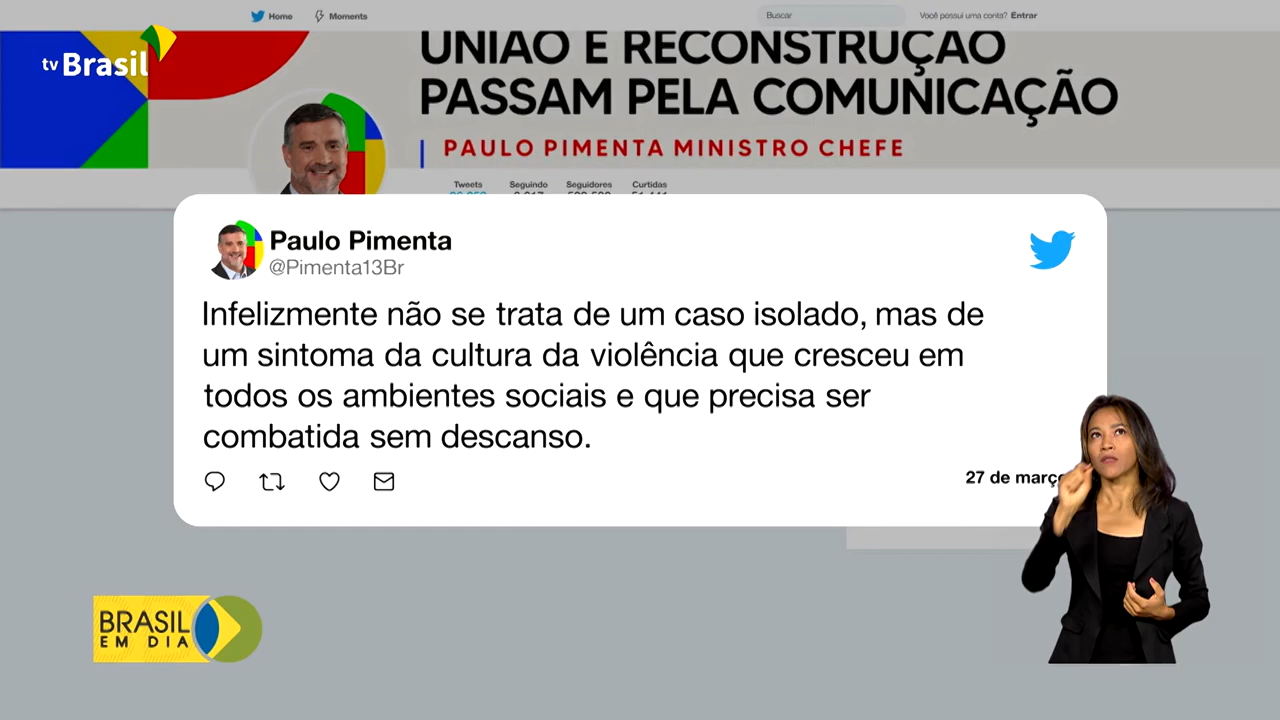 Home
Moments
Buscar
Você possui uma conta? Entrar
tv Brasil
UNIÃO E RECONSTRUÇÃO
PASSAM PELA COMUNICAÇÃO
PAULO PIMENTA MINISTRO CHEFE
Tweets Seguindo Seguidores Curtidas
Paulo Pimenta
@Pimenta13Br
Infelizmente não se trata de um caso isolado, mas de
um sintoma da cultura da violência que cresceu em
todos os ambientes sociais e que precisa ser
combatida sem descanso.
27 de março
BRASIL
EM DIA